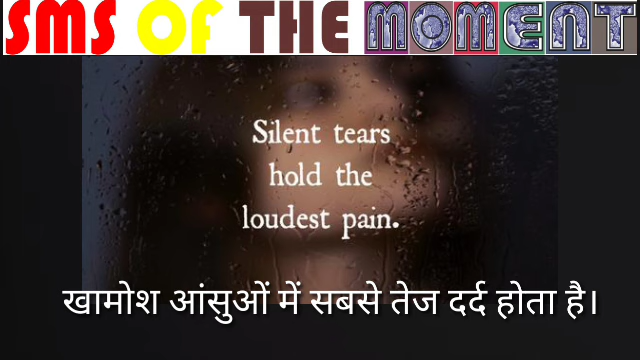 SMS OF THE MOMENT
Silent tears
hold the
loudest pain.
खामोश आंसुओं में सबसे तेज दर्द होता है।